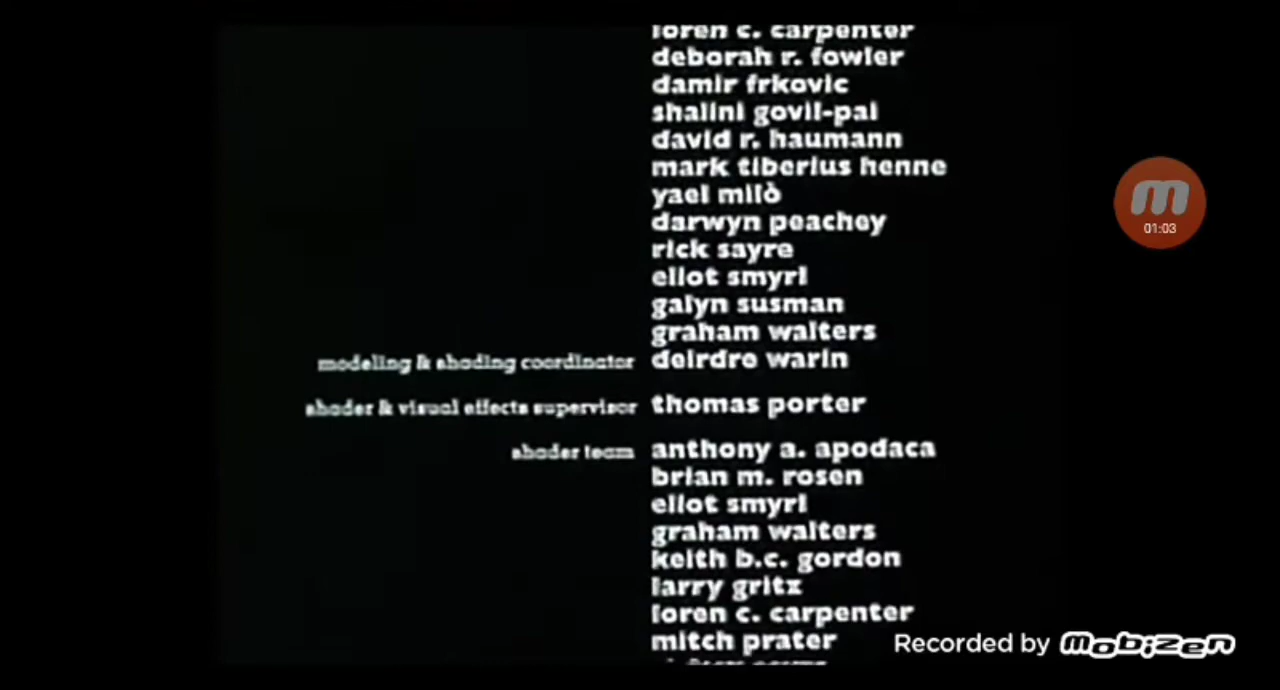 loren c. carpenter
deborah r. fowler
damir frkovic
shalini govil-pai
david r. haumann
mark tiberius henne
yael milò
darwyn peachey
rick sayre
eliot smyrl
galyn susman
graham walters
modeling & shading coordinator deirdre warin
shader & visual effects supervisor thomas porter
shader team anthony a. apodaca
brian m. rosen
eliot smyrl
graham walters
keith b.c. gordon
larry gritz
loren c. carpenter
mitch prater
m
01:03
Recorded by mobizen